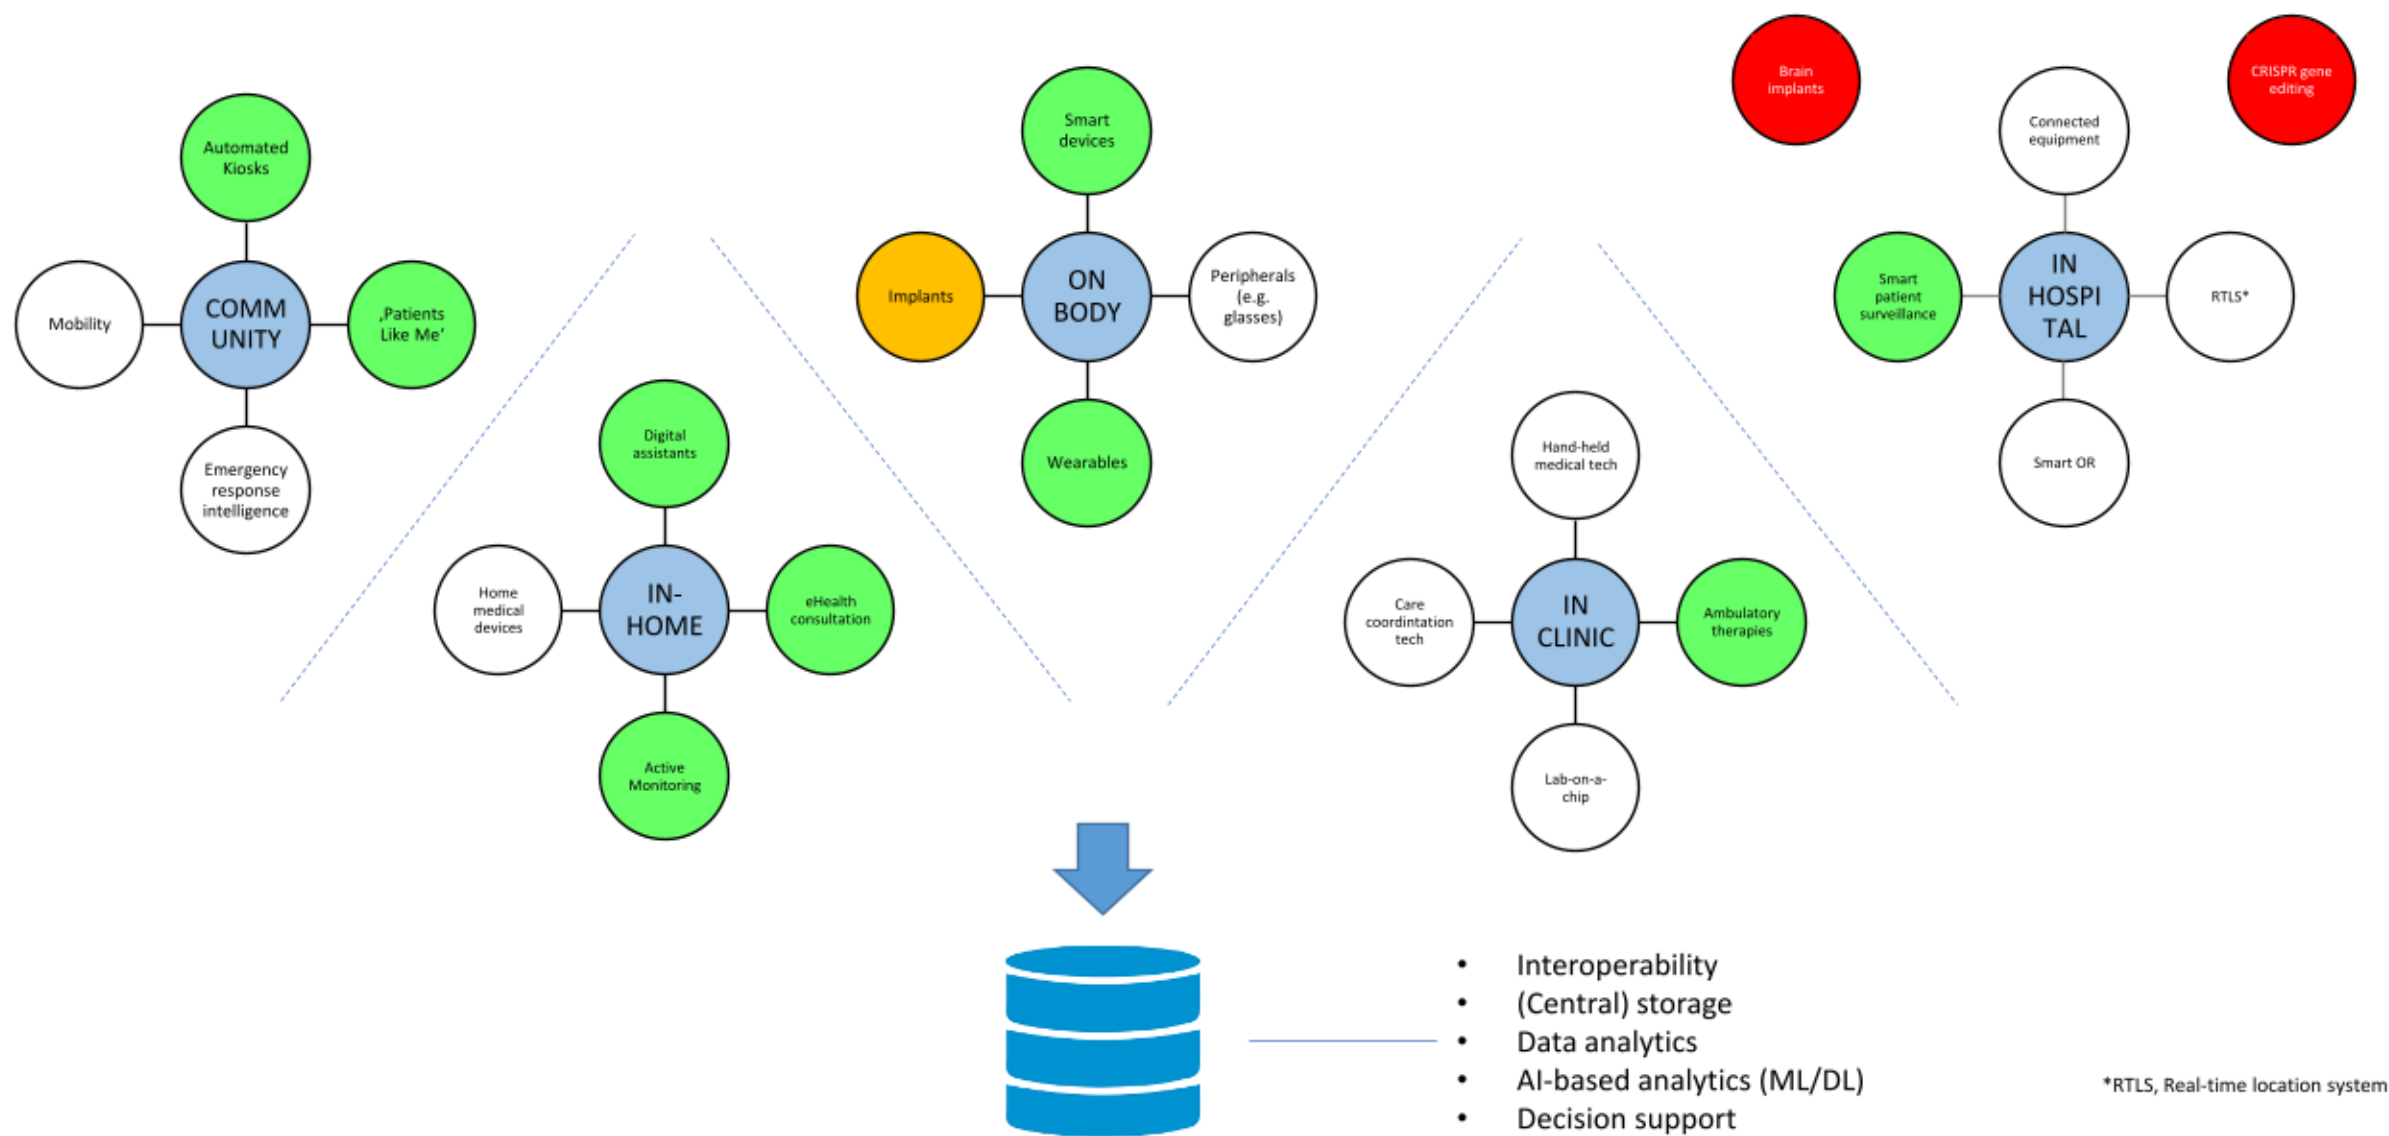 Automated
Kiosks
Mobility
COMM
UNITY
‚Patients
Like Me‘
Emergency
response
intelligence
Digital
assistants
Home
medical
devices
IN-
HOME
eHealth
consultation
Active
Monitoring
Smart
devices
Implants
ON
BODY
Peripherals
(e.g.
glasses)
Wearables
Hand-held
medical tech
Care
coordintation
tech
IN
CLINIC
Ambulatory
therapies
Lab-on-a-
chip
Brain
implants
CRISPR gene
editing
Connected
equipment
Smart
patient
surveillance
IN
HOSPI
TAL
RTLS*
Smart OR
• Interoperability
• (Central) storage
• Data analytics
• AI-based analytics (ML/DL)
• Decision support
*RTLS, Real-time location system